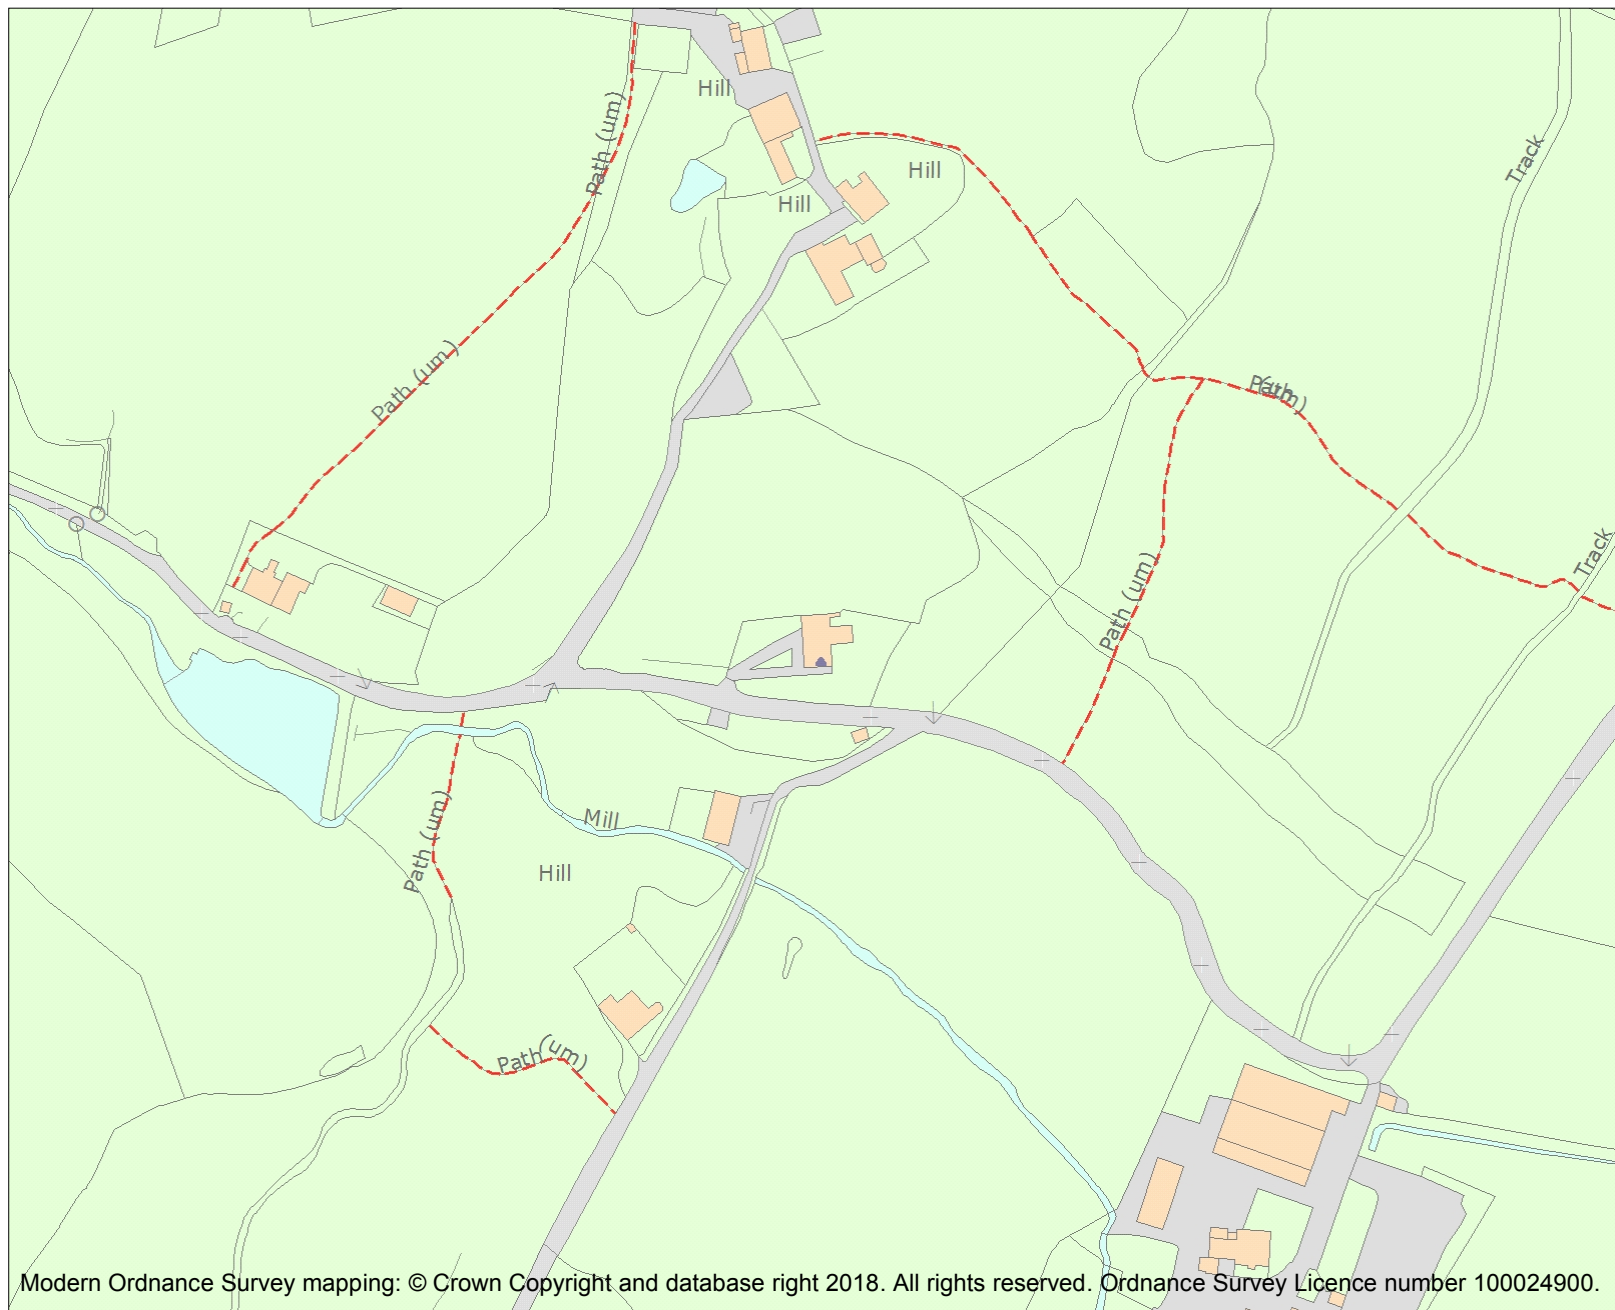 Hill
Path (um)
Hill
Track
Hill
Path (um)
Path (um)
Track
Path (um)
Mill
Path (um)
Hill
Path (um)
Modern Ordnance Survey mapping: © Crown Copyright and database right 2018. All rights reserved. Ordnance Survey Licence number 100024900.